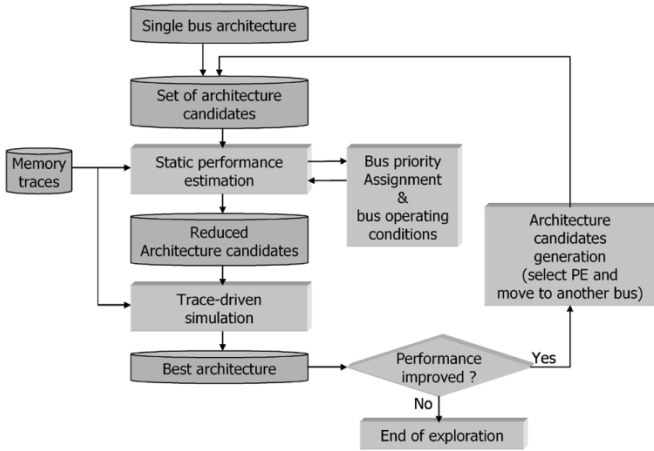 Single bus architecture
Set of architecture
candidates
Memory
traces
Static performance
estimation
Bus priority
Assignment
&
bus operating
conditions
Reduced
Architecture candidates
Architecture
candidates
generation
(select PE and
move to another bus)
Trace-driven
simulation
Best architecture
Performance
improved ?
Yes
No
End of exploration